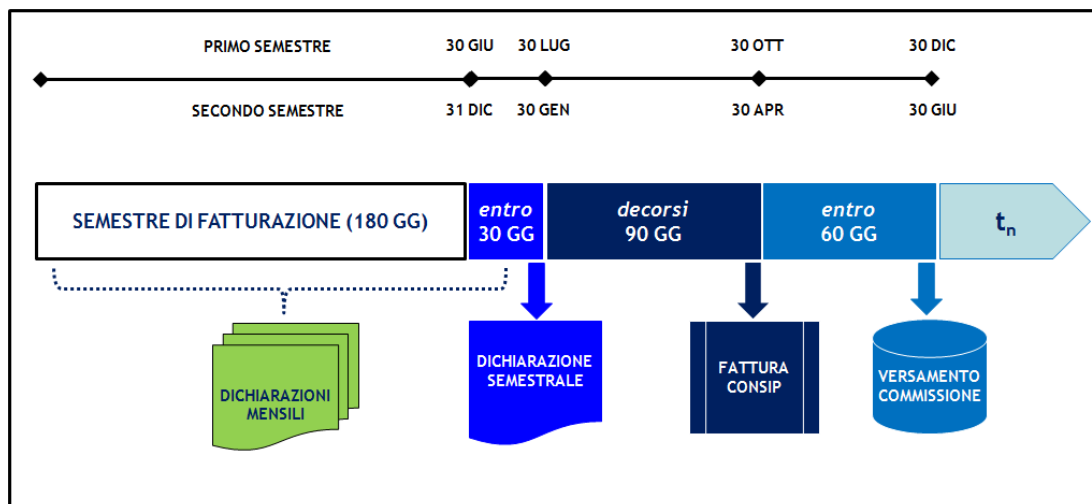 PRIMO SEMESTRE
30 GIU
30 LUG
30 OTT
30 DIC
SECONDO SEMESTRE
31 DIC
30 GEN
30 APR
30 GIU
SEMESTRE DI FATTURAZIONE (180 GG)
entro
30 GG
decorsi
90 GG
entro
60 GG
tn
DICHIARAZIONI
MENSILI
DICHIARAZIONE
SEMESTRALE
FATTURA
CONSIP
VERSAMENTO
COMMISSIONE